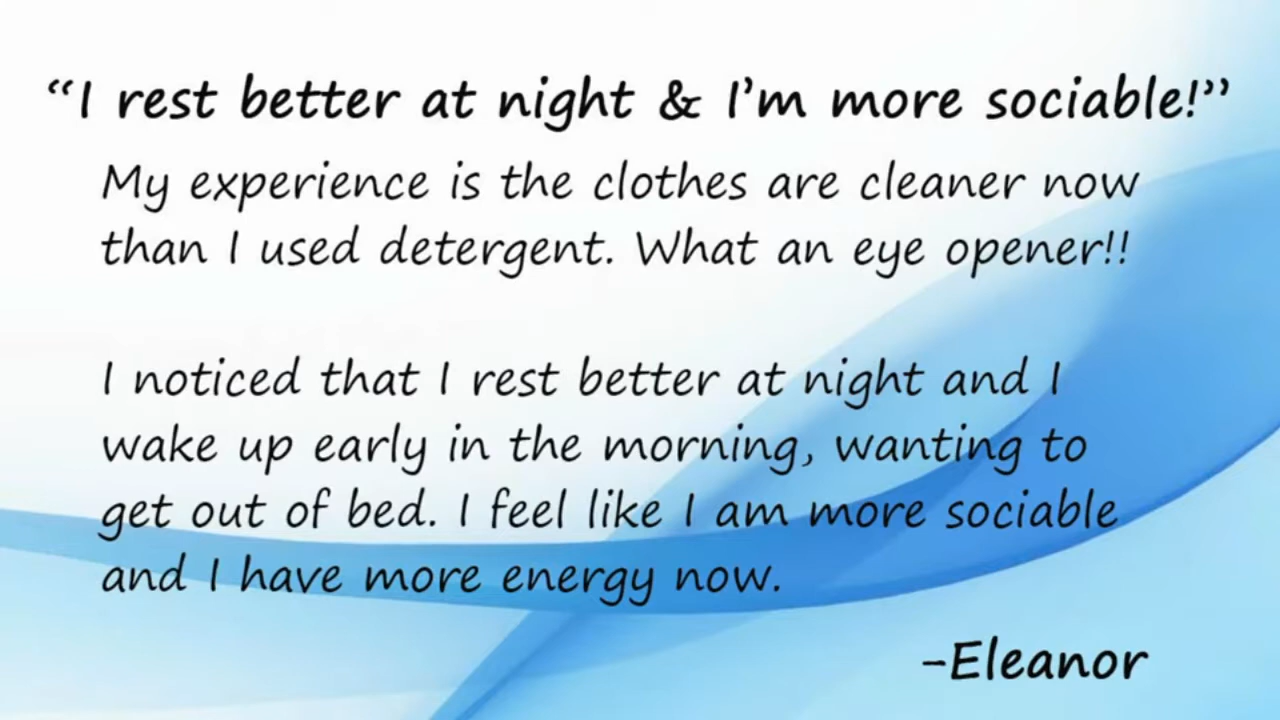 “I rest better at night & I’m more sociable!”
My experience is the clothes are cleaner now
than I used detergent. What an eye opener!!
I noticed that I rest better at night and I
wake up early in the morning, wanting to
get out of bed. I feel like I am more sociable
and I have more energy now.
-Eleanor